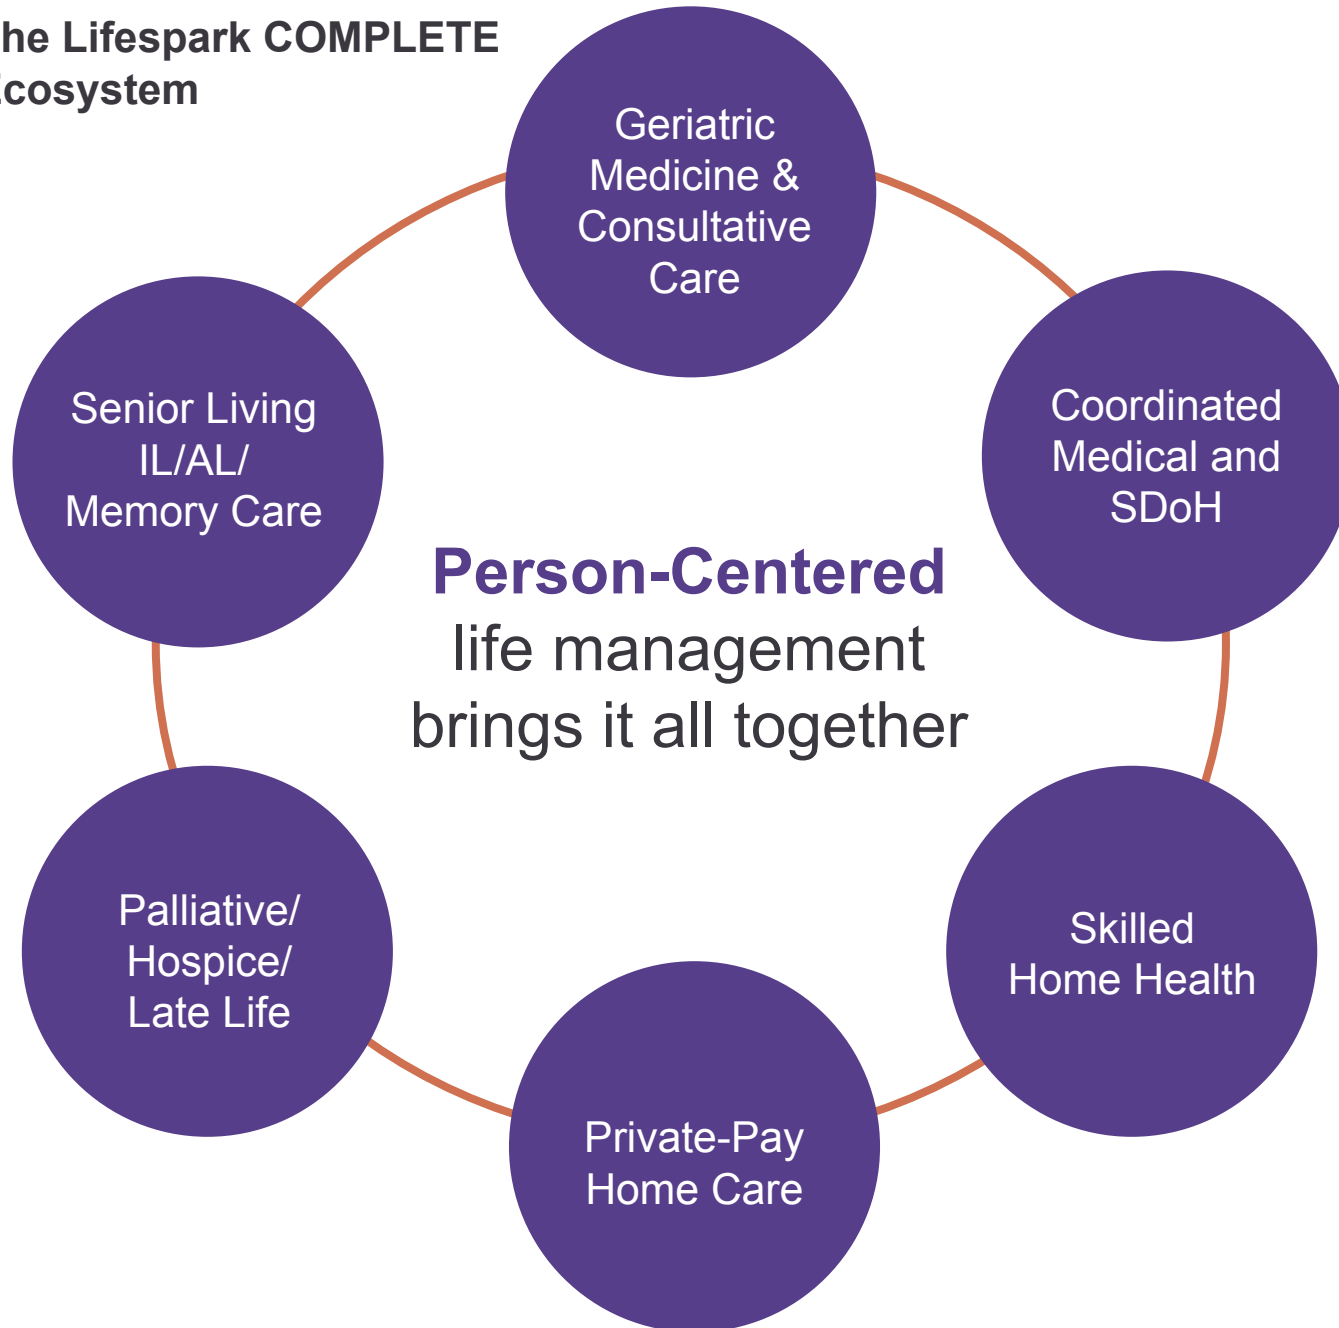 he Lifespark COMPLETE
Ecosystem
Geriatric
Medicine &
Consultative
Care
Coordinated
Medical and
SDoH
Skilled
Home Health
Private-Pay
Home Care
Palliative/
Hospice/
Late Life
Senior Living
IL/AL/
Memory Care
Person-Centered
life management
brings it all together